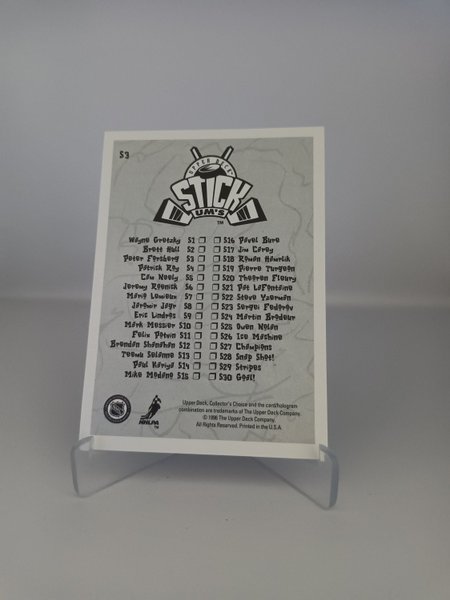 S3
UPPER DECK
STICK
UM'S
TM
Wayne Gretzky S1 S16 Pavel Bure
Brett Hull S2 S17 Jim Carey
Peter Forsberg S3 S18 Roman Hamrlik
Patrick Roy S4 S19 Pierre Turgeon
Cam Neely S5 S20 Theoren Fleury
Jeremy Roenick S6 S21 Pat LaFontaine
Mario Lemieux S7 S22 Steve Yzerman
Jaromir Jagr S8 S23 Sergei Fedorov
Eric Lindros S9 S24 Martin Brodeur
Mark Messier S10 S25 Owen Nolan
Felix Potvin S11 S26 Ice Machine
Brendan Shanahan S12 S27 Champions
Teemu Selanne S13 S28 Snap Shot!
Paul Kariya S14 S29 Stripes
Mike Modano S15 S30 Goal!
NHLPA
Upper Deck, Collector's Choice and the card/hologram
combination are trademarks of The Upper Deck Company.
© 1996 The Upper Deck Company.
All Rights Reserved. Printed in the U.S.A.